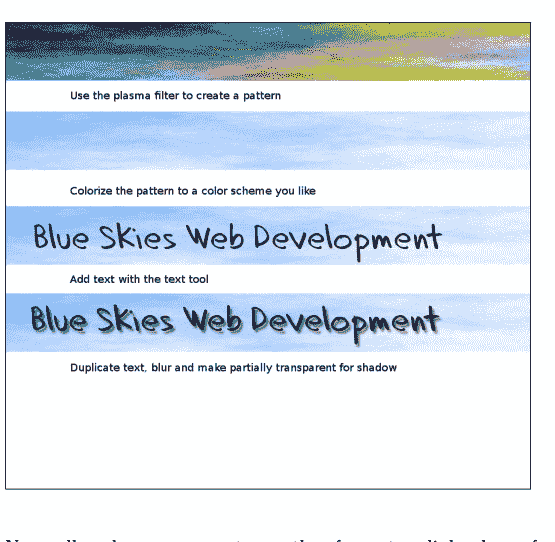 Use the plasma filter to create a pattern
Colorize the pattern to a color scheme you like
Blue Skies Web Development
Add text with the text tool
Blue Skies Web Development
Duplicate text, blur and make partially transparent for shadow